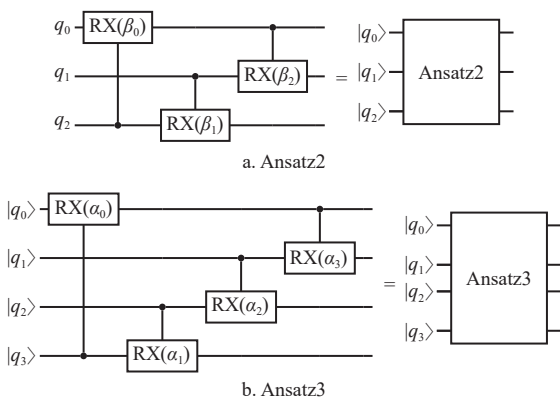 q₀ RX(β₀) |q₀⟩
q₁ RX(β₂) = |q₁⟩ Ansatz2
q₂ RX(β₁) |q₂⟩
a. Ansatz2
|q₀⟩ RX(α₀) |q₀⟩
|q₁⟩ RX(α₃) |q₁⟩
|q₂⟩ RX(α₂) = |q₂⟩ Ansatz3
|q₃⟩ RX(α₁) |q₃⟩
b. Ansatz3